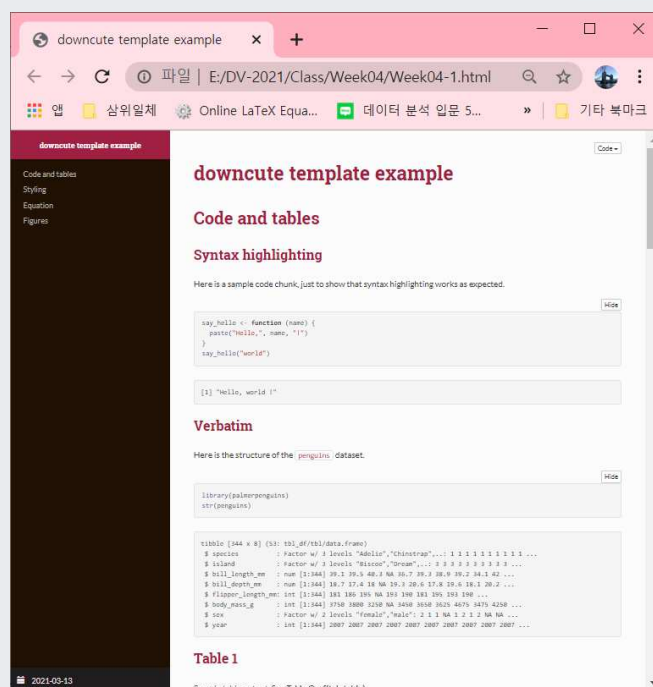 downcute template example
파일 | E:/DV-2021/Class/Week04/Week04-1.html
앱 삼위일체 Online LaTeX Equa... 데이터 분석 입문 5... » 기타 북마크
downcute template example
Code and tables
Styling
Equation
Figures
2021-03-13
Code
downcute template example
Code and tables
Syntax highlighting
Here is a sample code chunk, just to show that syntax highlighting works as expected.
Hide
say_hello <- function (name) {
paste("Hello,", name, "!")
}
say_hello("world")
[1] "Hello, world !"
Verbatim
Here is the structure of the penguins dataset.
Hide
library(palmerpenguins)
str(penguins)
tibble [344 x 8] (S3: tbl_df/tbl/data.frame)
$ species : Factor w/ 3 levels "Adelie","Chinstrap",..: 1 1 1 1 1 1 1 1 1 1 ...
$ island : Factor w/ 3 levels "Biscoe","Dream",..: 3 3 3 3 3 3 3 3 3 3 ...
$ bill_length_mm : num [1:344] 39.1 39.5 40.3 NA 36.7 39.3 38.9 39.2 34.1 42 ...
$ bill_depth_mm : num [1:344] 18.7 17.4 18 NA 19.3 20.6 17.8 19.6 18.1 20.2 ...
$ flipper_length_mm: int [1:344] 181 186 195 NA 193 190 181 195 193 190 ...
$ body_mass_g : int [1:344] 3750 3800 3250 NA 3450 3650 3625 4675 3475 4250 ...
$ sex : Factor w/ 2 levels "female","male": 2 1 1 NA 1 2 1 2 NA NA ...
$ year : int [1:344] 2007 2007 2007 2007 2007 2007 2007 2007 2007 2007 ...
Table 1